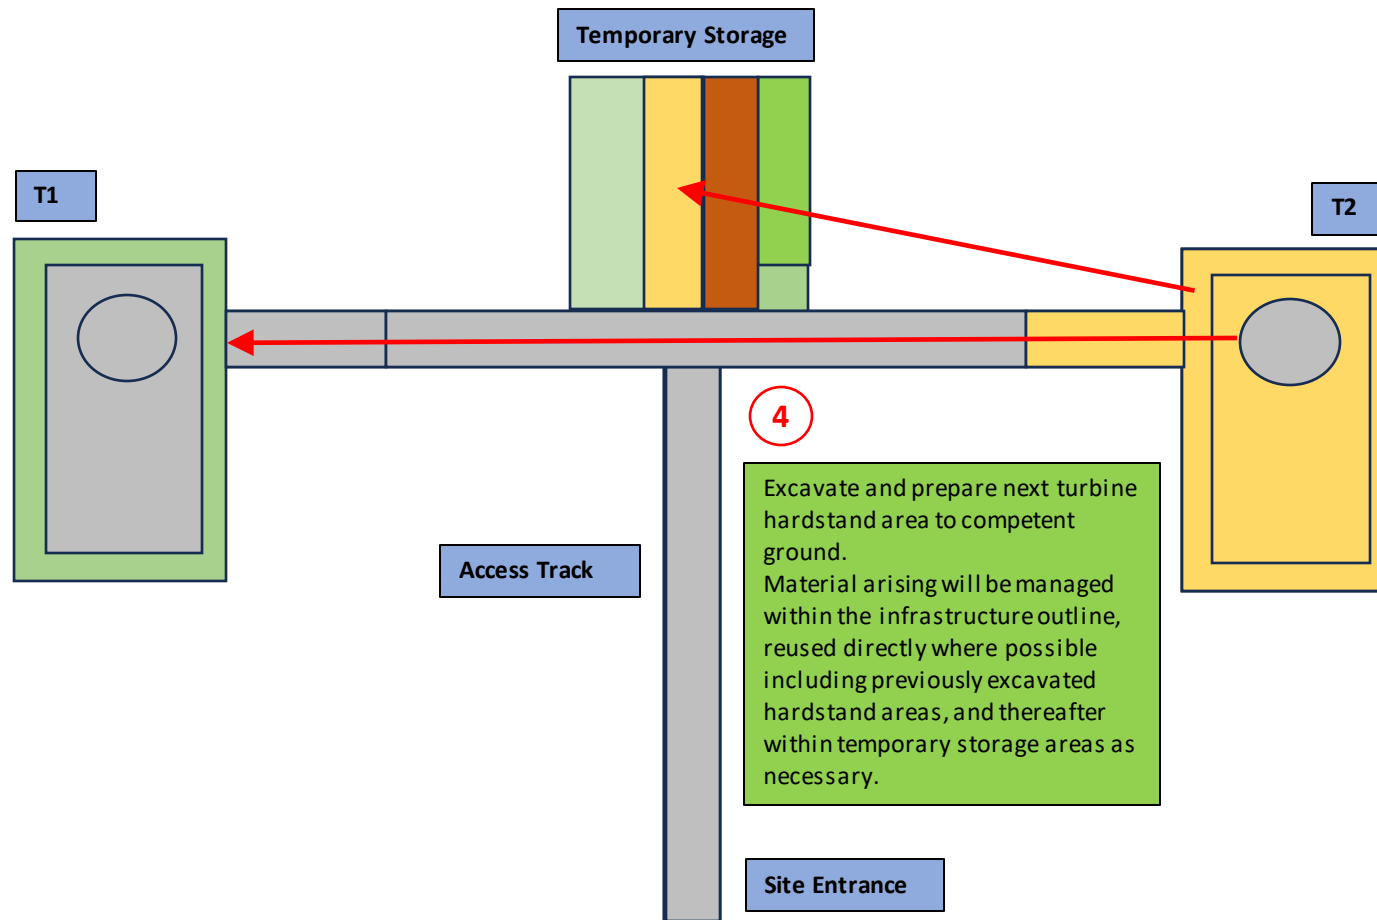 Temporary Storage
T1
T2
4
Excavate and prepare next turbine
hardstand area to competent
ground.
Material arising will be managed
within the infrastructure outline,
reused directly where possible
including previously excavated
hardstand areas, and thereafter
within temporary storage areas as
necessary.
Access Track
Site Entrance